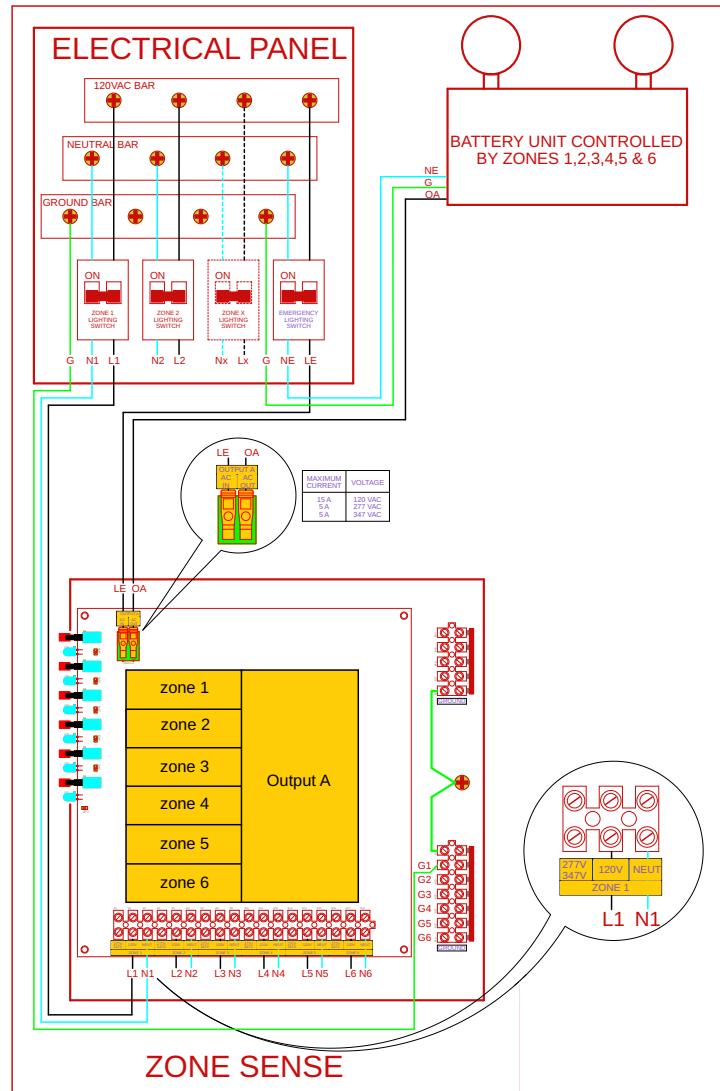 ELECTRICAL PANEL
120VAC BAR
NEUTRAL BAR
GROUND BAR
ON
ZONE 1
LIGHTING
SWITCH
ON
ZONE 2
LIGHTING
SWITCH
ON
ZONE X
LIGHTING
SWITCH
ON
EMERGENCY
LIGHTING
SWITCH
G N1 L1 N2 L2 Nx Lx G NE LE
BATTERY UNIT CONTROLLED
BY ZONES 1,2,3,4,5 & 6
NE
G
OA
LE OA
OUTPUT A
AC AC
IN OUT
MAXIMUM
CURRENT
VOLTAGE
15 A 120 VAC
5 A 277 VAC
5 A 347 VAC
LE OA
zone 1
zone 2
zone 3
zone 4
zone 5
zone 6
Output A
GROUND
G1
G2
G3
G4
G5
G6
GROUND
277V
347V
120V
NEUT
ZONE 1
L1 N1
L1 N1 L2 N2 L3 N3 L4 N4 L5 N5 L6 N6
ZONE SENSE